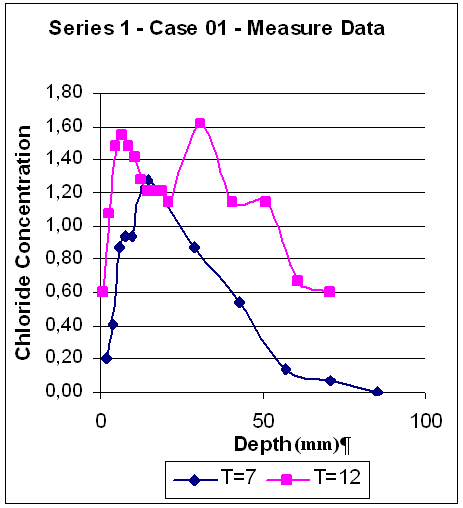 Series 1 - Case 01 - Measure Data
Chloride Concentration
1,80
1,60
1,40
1,20
1,00
0,80
0,60
0,40
0,20
0,00
0 50 100
Depth(mm)¶
T=7 T=12